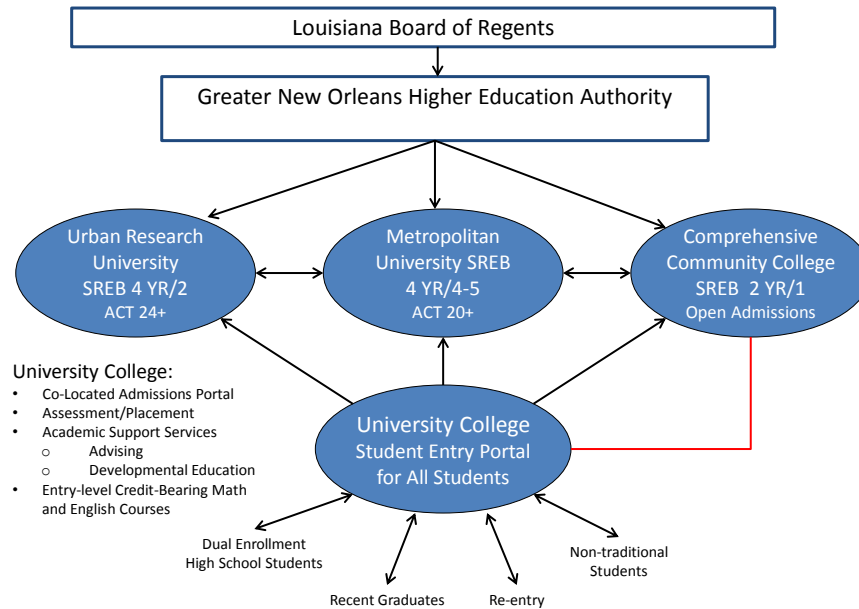 Louisiana Board of Regents
Greater New Orleans Higher Education Authority
Urban Research
University
SREB 4 YR/2
ACT 24+
Metropolitan
University SREB
4 YR/4-5
ACT 20+
Comprehensive
Community College
SREB 2 YR/1
Open Admissions
University College:
• Co-Located Admissions Portal
• Assessment/Placement
• Academic Support Services
o Advising
o Developmental Education
• Entry-level Credit-Bearing Math
and English Courses
University College
Student Entry Portal
for All Students
Dual Enrollment
High School Students
Recent Graduates
Re-entry
Non-traditional
Students